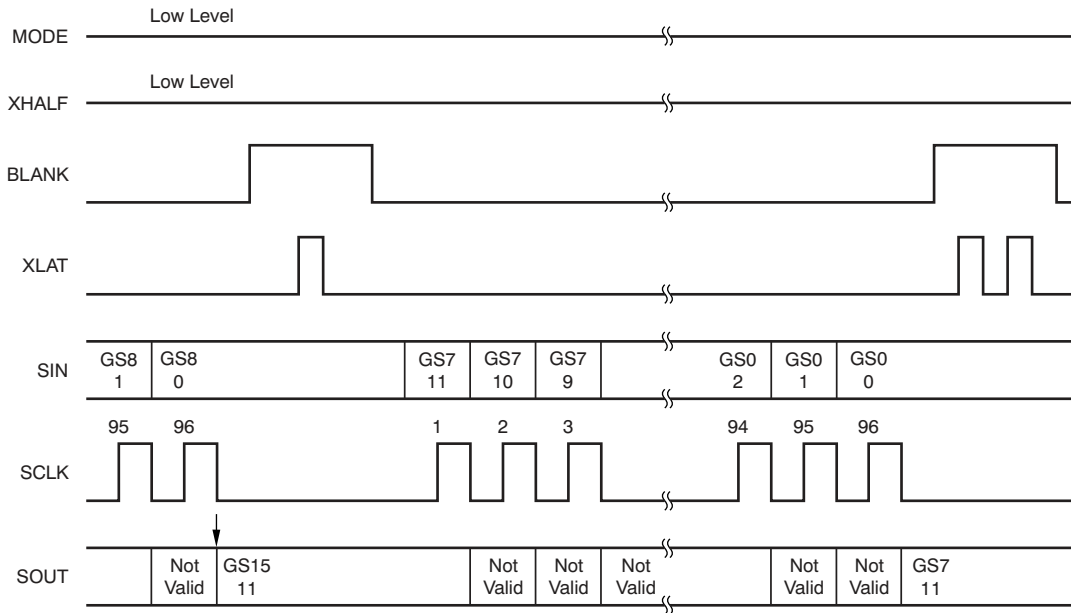 Low Level
MODE
Low Level
XHALF
BLANK
XLAT
SIN
GS8 GS8 GS7 GS7 GS7 GS0 GS0 GS0
1 0 11 10 9 2 1 0
95 96 1 2 3 94 95 96
SCLK
SOUT
Not GS15 Not Not Not Not Not GS7
Valid 11 Valid Valid Valid Valid Valid 11